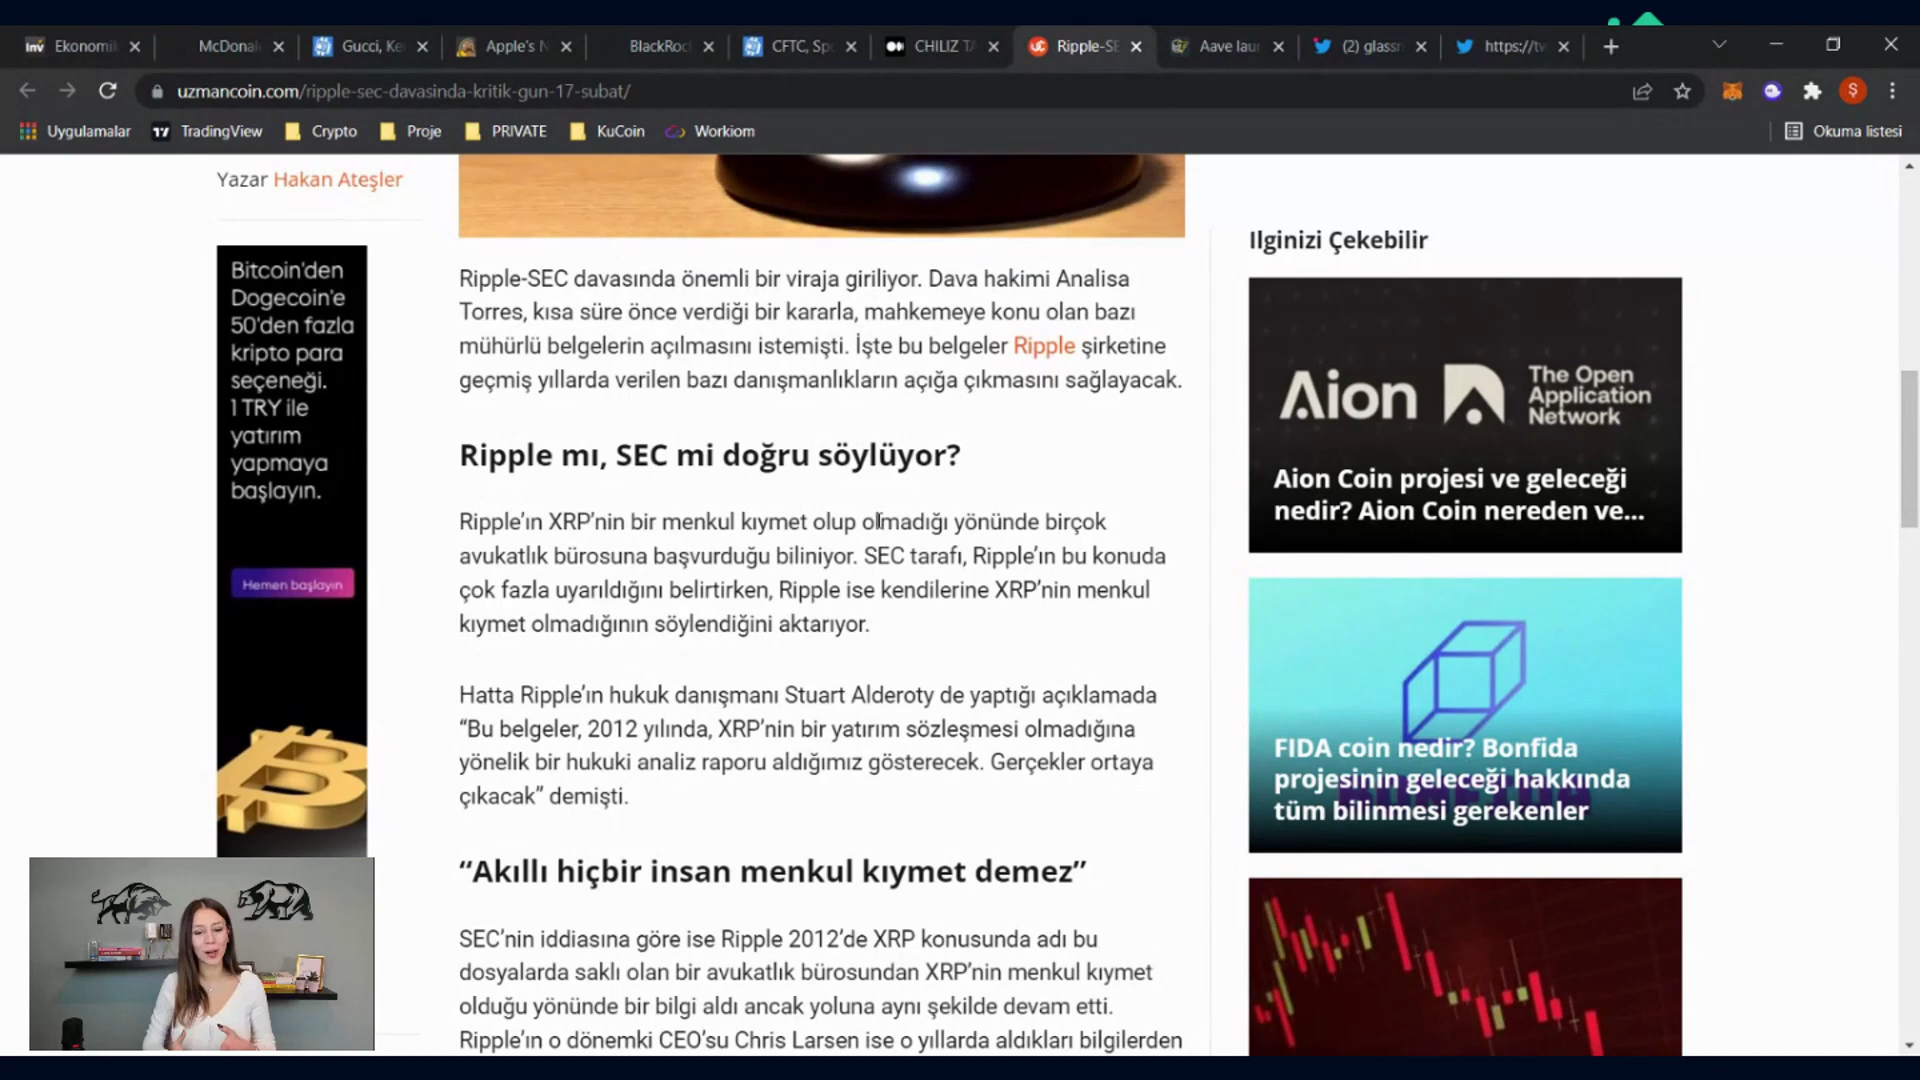 inv Ekonomi
McDonal
Gucci, Ke
Apple's N
BlackRoc
CFTC, Sp
CHILIZ TA
Ripple-SE
Aave laun
(2) glassn
https://tw
uzmancoin.com/ripple-sec-davasinda-kritik-gun-17-subat/
Uygulamalar
TradingView
Crypto
Proje
PRIVATE
KuCoin
Workiom
Okuma listesi
Yazar Hakan Ateşler
Bitcoin'den
Dogecoin'e
50'den fazla
kripto para
seçeneği.
1 TRY ile
yatırım
yapmaya
başlayın.
Hemen başlayın
Ripple-SEC davasında önemli bir viraja giriliyor. Dava hakimi Analisa
Torres, kısa süre önce verdiği bir kararla, mahkemeye konu olan bazı
mühürlü belgelerin açılmasını istemişti. İşte bu belgeler Ripple şirketine
geçmiş yıllarda verilen bazı danışmanlıkların açığa çıkmasını sağlayacak.
Ripple mı, SEC mi doğru söylüyor?
Ripple’ın XRP’nin bir menkul kıymet olup olmadığı yönünde birçok
avukatlık bürosuna başvurduğu biliniyor. SEC tarafı, Ripple’ın bu konuda
çok fazla uyarıldığını belirtirken, Ripple ise kendilerine XRP’nin menkul
kıymet olmadığının söylendiğini aktarıyor.
Hatta Ripple’ın hukuk danışmanı Stuart Alderoty de yaptığı açıklamada
“Bu belgeler, 2012 yılında, XRP’nin bir yatırım sözleşmesi olmadığına
yönelik bir hukuki analiz raporu aldığımız gösterecek. Gerçekler ortaya
çıkacak” demişti.
“Akıllı hiçbir insan menkul kıymet demez”
SEC’nin iddiasına göre ise Ripple 2012’de XRP konusunda adı bu
dosyalarda saklı olan bir avukatlık bürosundan XRP’nin menkul kıymet
olduğu yönünde bir bilgi aldı ancak yoluna aynı şekilde devam etti.
Ripple’ın o dönemki CEO’su Chris Larsen ise o yıllarda aldıkları bilgilerden
Ilginizi Çekebilir
Aion
The Open
Application
Network
Aion Coin projesi ve geleceği
nedir? Aion Coin nereden ve...
FIDA coin nedir? Bonfida
projesinin geleceği hakkında
tüm bilinmesi gerekenler